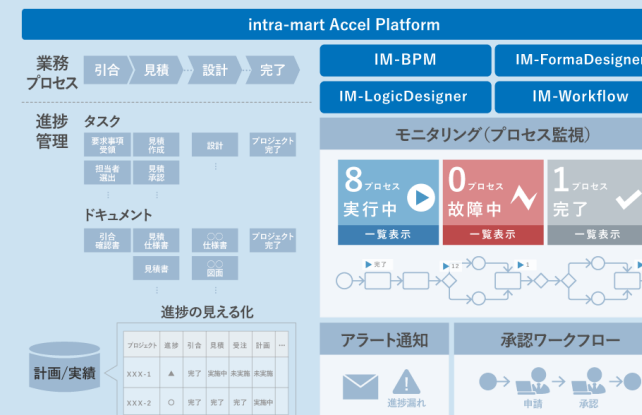 intra-mart Accel Platform
業務
プロセス
引合
見積
設計
完了
IM-BPM
IM-FormaDesigner
IM-LogicDesigner
IM-Workflow
進捗
管理
タスク
要求事項
受領
見積
作成
設計
プロジェクト
完了
担当者
選出
見積
承認
ドキュメント
引合
確認書
見積
仕様書
〇〇
仕様書
プロジェクト
完了
見積書
〇〇
図面
モニタリング(プロセス監視)
8プロセス
実行中
一覧表示
0プロセス
故障中
一覧表示
1プロセス
完了
一覧表示
完了
12
1
進捗の見える化
計画/実績
プロジェクト 進捗 引合 見積 受注 計画 …
XXX-1 ▲ 完了 実施中 未実施 未実施
XXX-2 〇 完了 完了 完了 実施中
アラート通知
進捗漏れ
承認ワークフロー
申請
承認